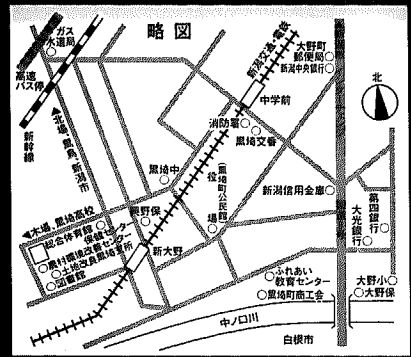 略図
ガス
水道局
高速
バス停
新幹線
▲北場、黒鳥、新潟市
新潟交通・電鉄
大野町
郵便局
新潟中央銀行
北
中学前
消防署
黒埼交番
黒埼中
(黒埼町公民館)
役場
新潟信用金庫
第四銀行
大光銀行
▲木場、黒埼高校
総合体育館
保健センター
農村環境改善センター
土地改良黒埼事務所
図書館
新大野
ふれあい
教育センター
黒埼町商工会
大野小
大野保
中ノ口川
白根市